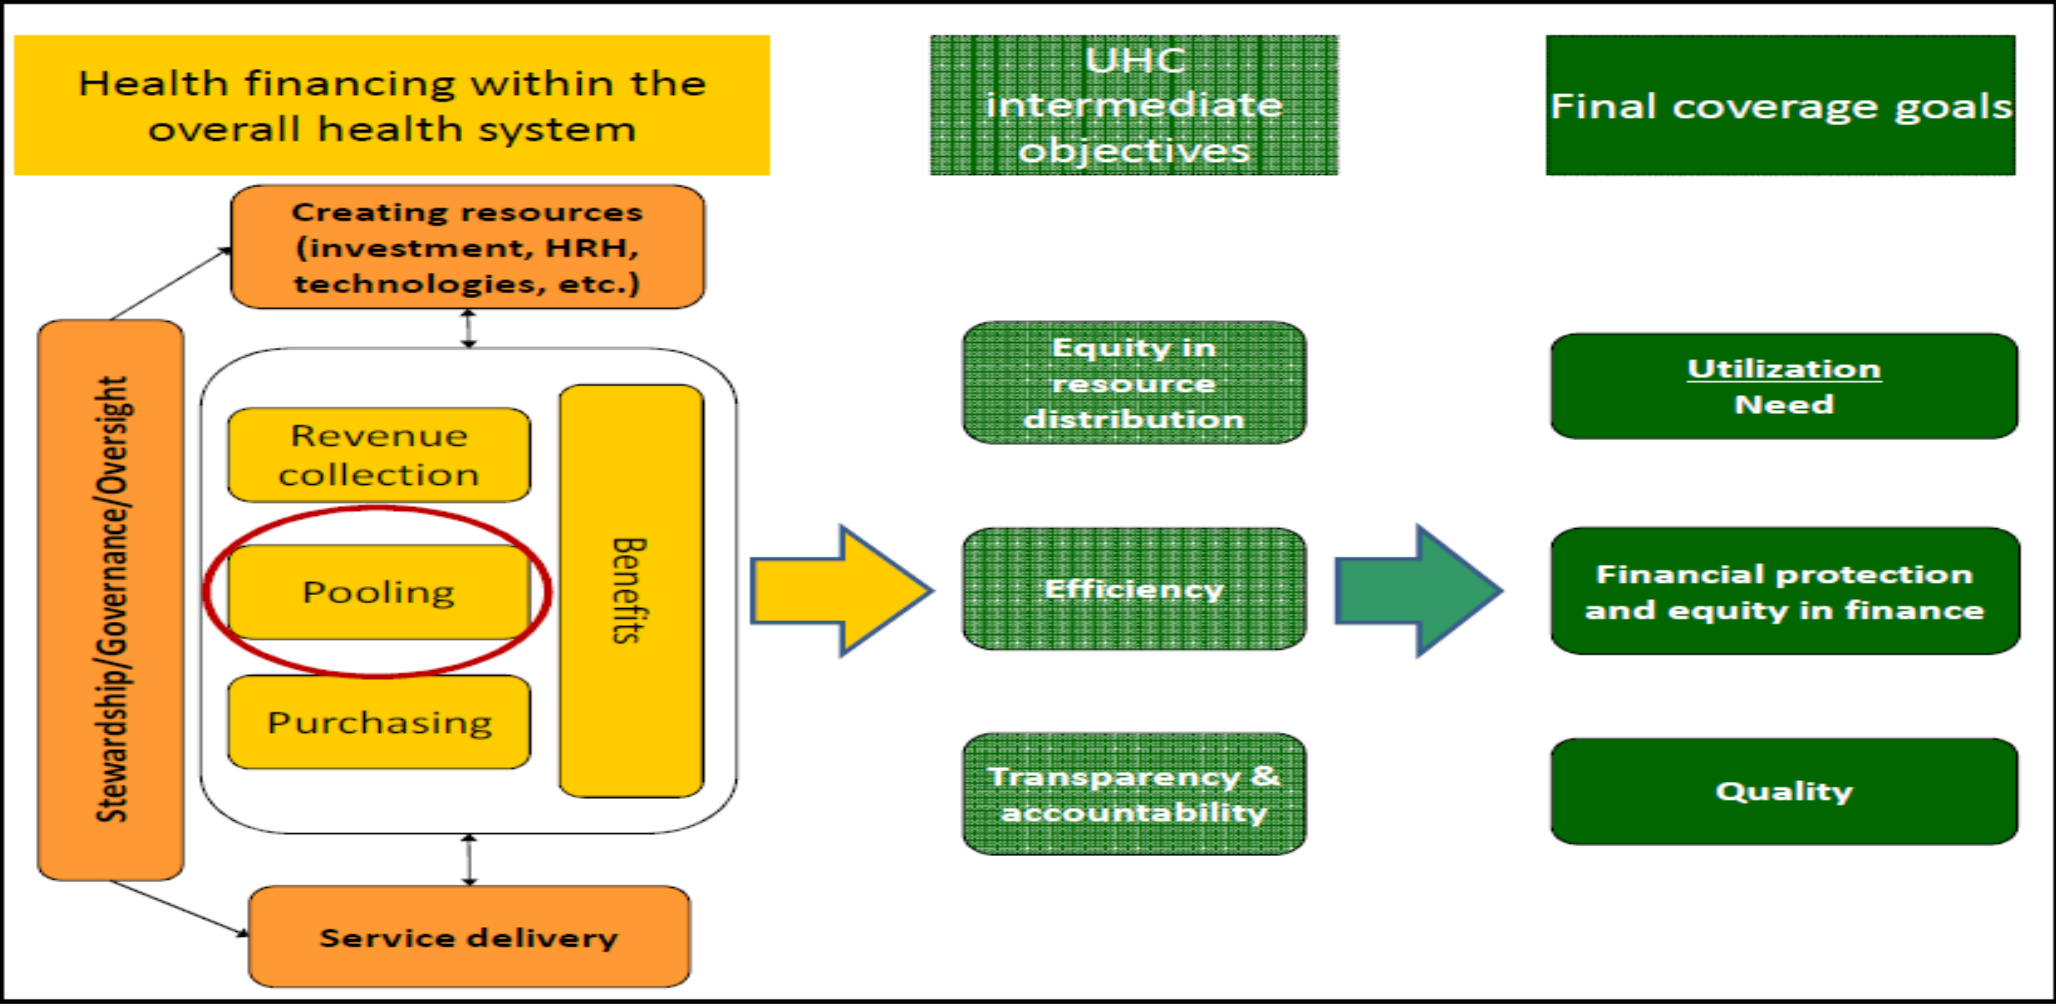 Health financing within the
overall health system
UHC
intermediate
objectives
Final coverage goals
Creating resources
(investment, HRH,
technologies, etc.)
Stewardship/Governance/Oversight
Revenue
collection
Pooling
Purchasing
Benefits
Service delivery
Equity in
resource
distribution
Efficiency
Transparency &
accountability
Utilization
Need
Financial protection
and equity in finance
Quality